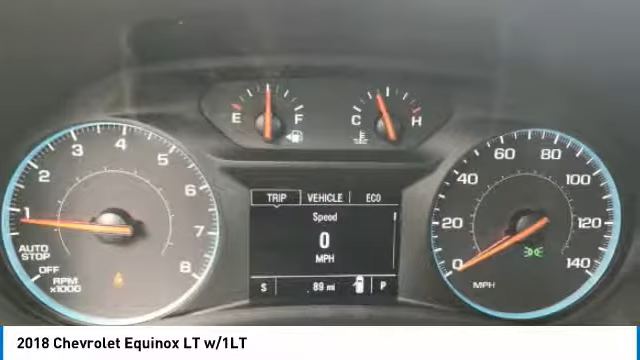 E F
C H
1 2 3 4 5 6 7 8
AUTO
STOP
OFF
RPM
x1000
TRIP VEHICLE ECO
Speed
0
MPH
S 89 mi P
0 20 40 60 80 100 120 140
MPH
2018 Chevrolet Equinox LT w/1LT